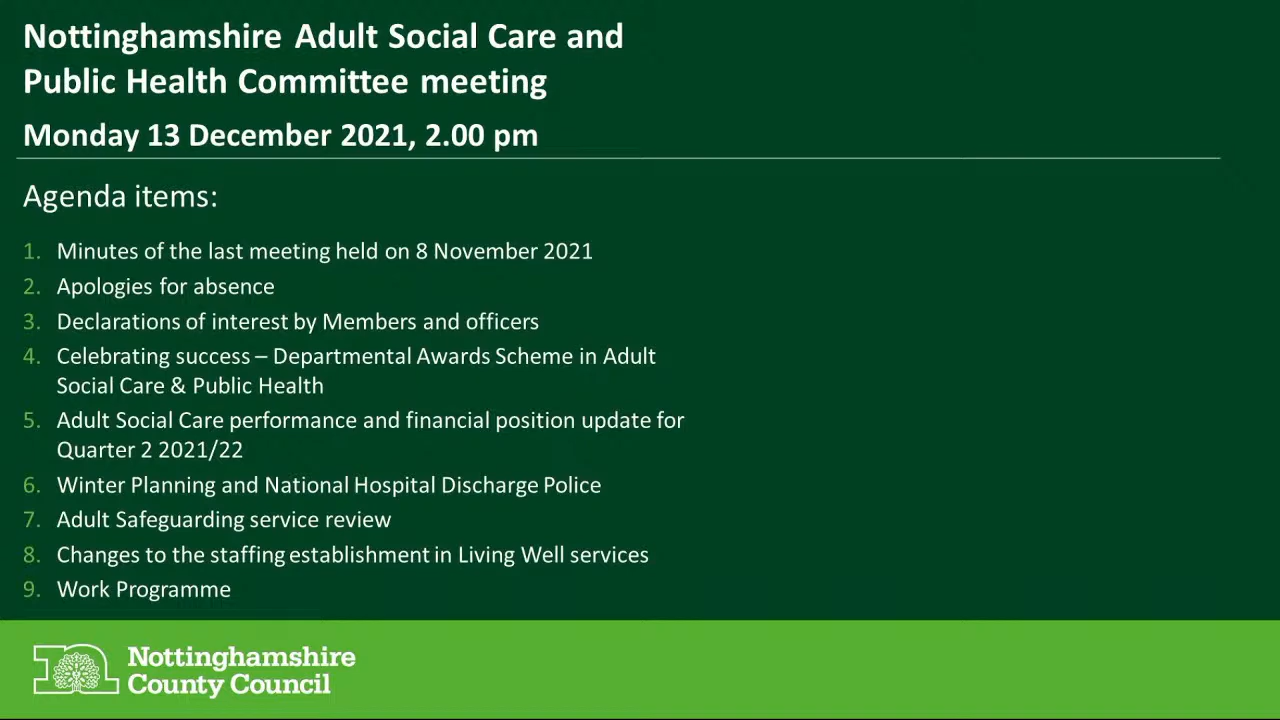 Nottinghamshire Adult Social Care and
Public Health Committee meeting
Monday 13 December 2021, 2.00 pm
Agenda items:
1. Minutes of the last meeting held on 8 November 2021
2. Apologies for absence
3. Declarations of interest by Members and officers
4. Celebrating success – Departmental Awards Scheme in Adult
Social Care & Public Health
5. Adult Social Care performance and financial position update for
Quarter 2 2021/22
6. Winter Planning and National Hospital Discharge Police
7. Adult Safeguarding service review
8. Changes to the staffing establishment in Living Well services
9. Work Programme
Nottinghamshire
County Council